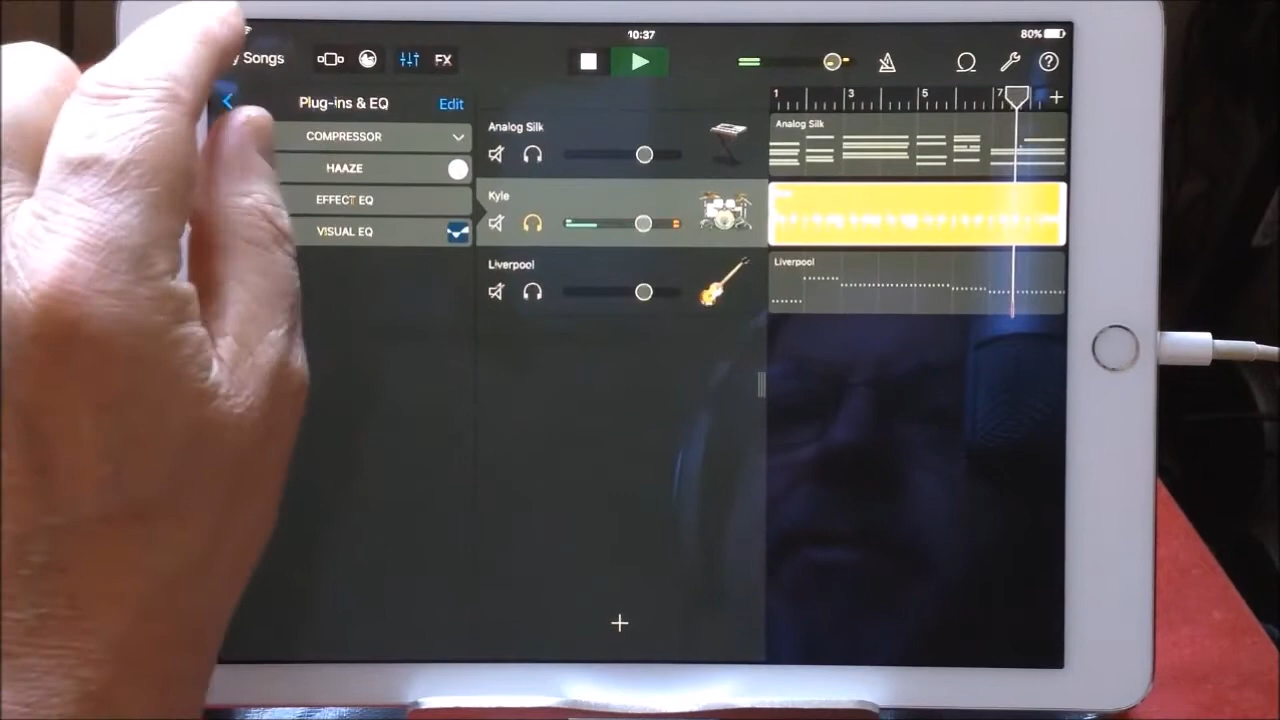 10:37
80%
Songs
FX
Plug-ins & EQ
Edit
COMPRESSOR
HAAZE
EFFECT EQ
VISUAL EQ
Analog Silk
Kyle
Liverpool
1 3 5 7
Analog Silk
Liverpool